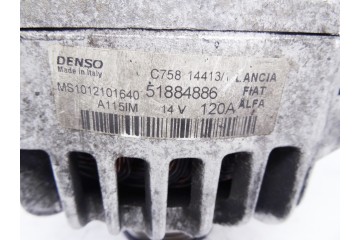 DENSO
Made in Italy
C758 14413/ LANCIA
MS1012101640 51884886 FIAT
A115IM 14 V 120A ALFA